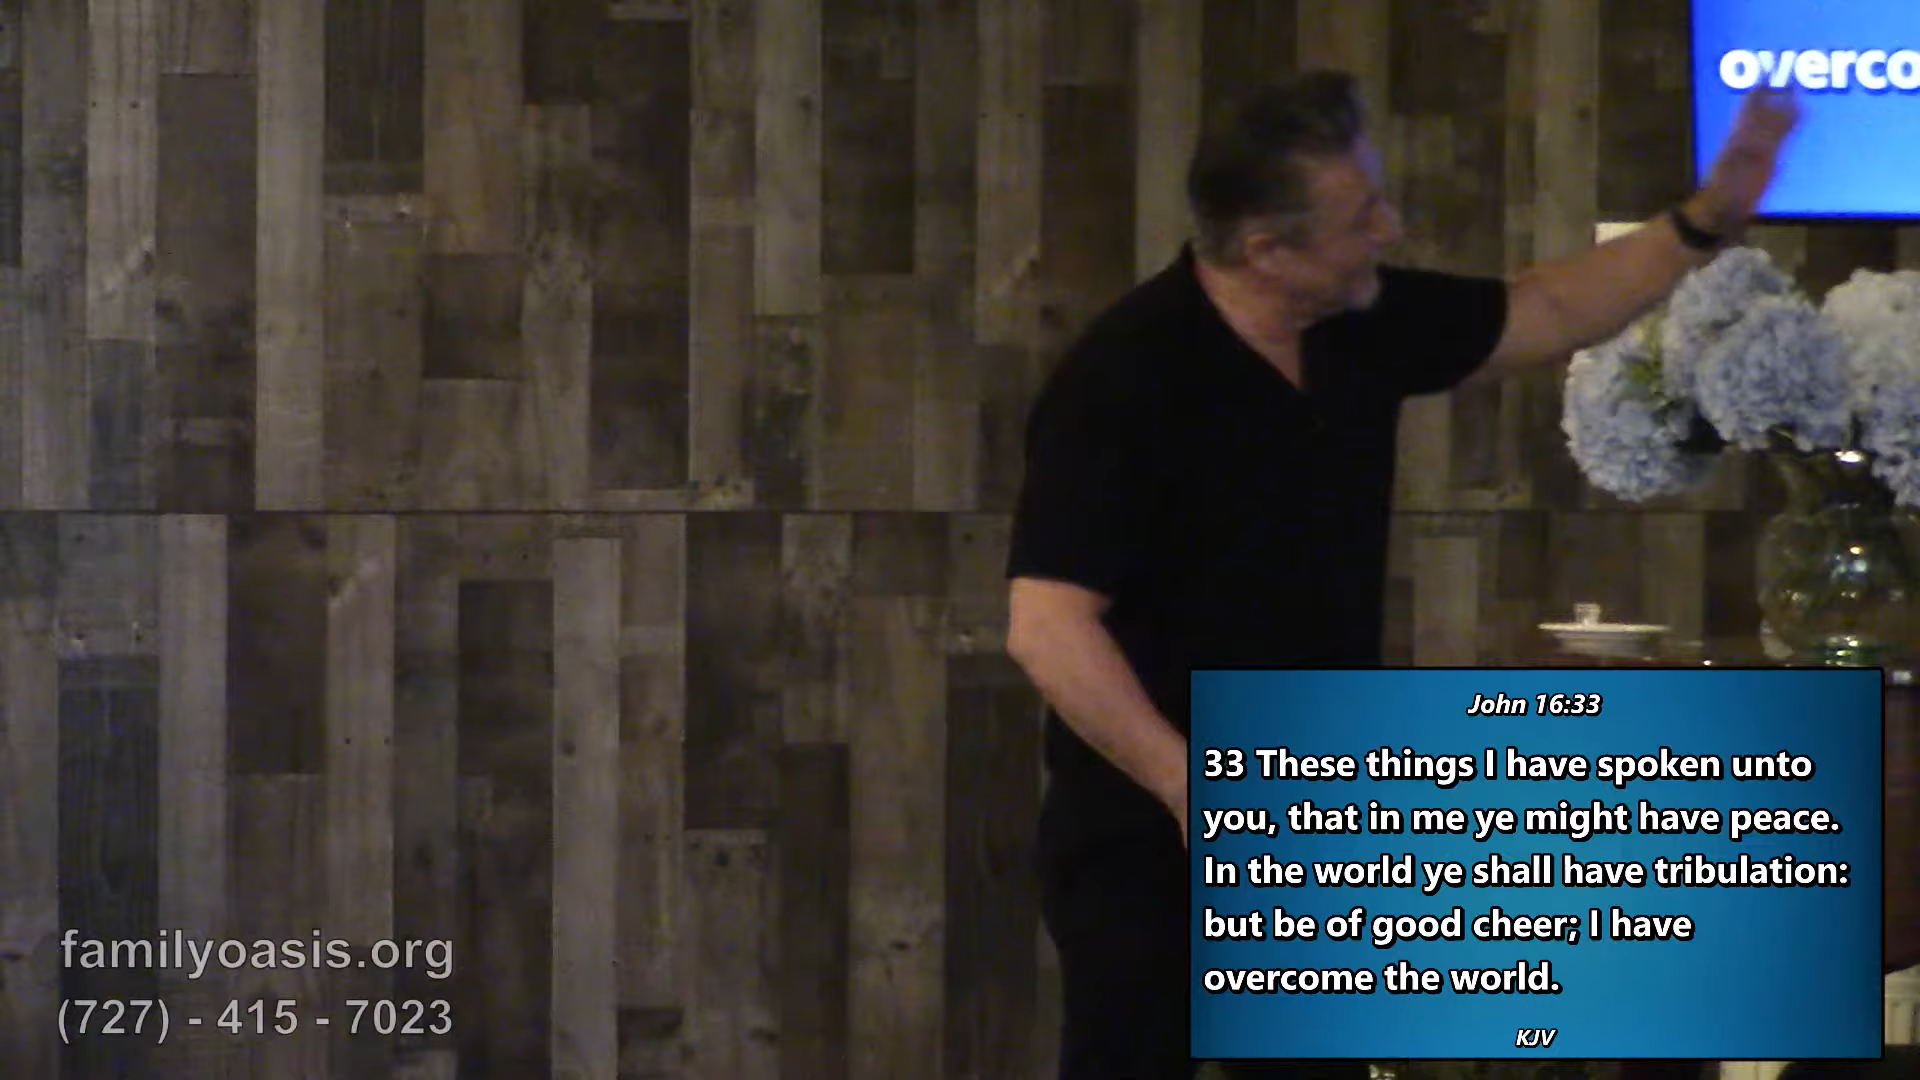 overco
John 16:33
33 These things I have spoken unto
you, that in me ye might have peace.
In the world ye shall have tribulation:
but be of good cheer; I have
overcome the world.
KJV
familyoasis.org
(727) - 415 - 7023